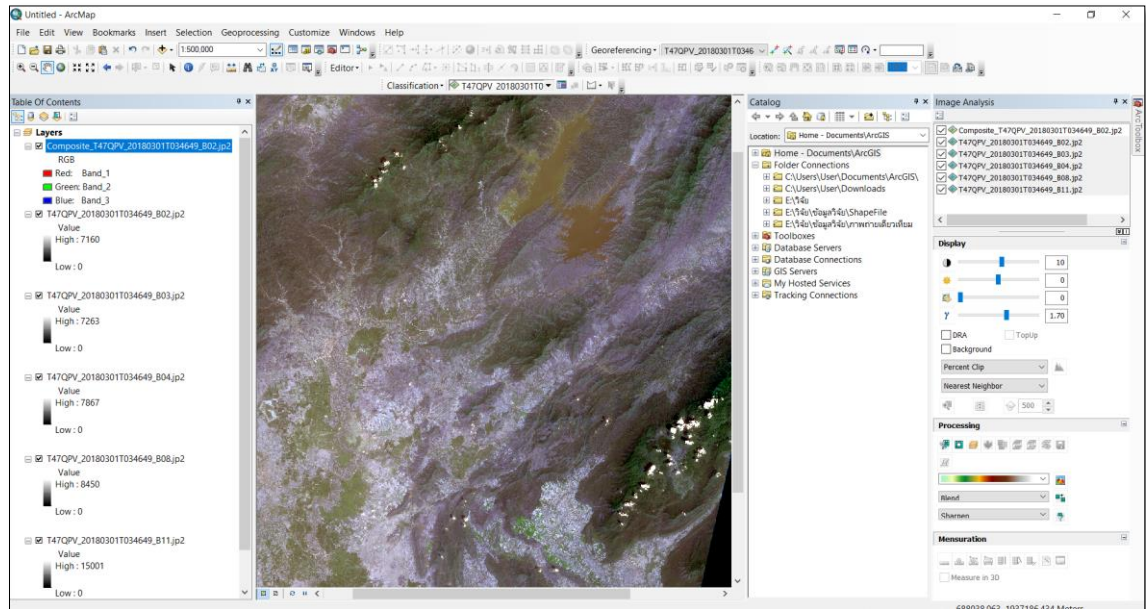 Untitled - ArcMap
File Edit View Bookmarks Insert Selection Geoprocessing Customize Windows Help
1:500,000
Georeferencing
T47QPV_20180301T0346
Editor
Classification
T47QPV_20180301T0
Table Of Contents
Layers
Composite_T47QPV_20180301T034649_B02.jp2
RGB
Red: Band_1
Green: Band_2
Blue: Band_3
T47QPV_20180301T034649_B02.jp2
Value
High : 7160
Low : 0
T47QPV_20180301T034649_B03.jp2
Value
High : 7263
Low : 0
T47QPV_20180301T034649_B04.jp2
Value
High : 7867
Low : 0
T47QPV_20180301T034649_B08.jp2
Value
High : 8450
Low : 0
T47QPV_20180301T034649_B11.jp2
Value
High : 15001
Low : 0
Catalog
Location: Home - Documents\ArcGIS
Home - Documents\ArcGIS
Folder Connections
C:\Users\User\Documents\ArcGIS\
C:\Users\User\Downloads
E:\วิจัย
E:\วิจัย\ข้อมูลวิจัย\ShapeFile
E:\วิจัย\ข้อมูลวิจัย\ภาพถ่ายเดียวเทียม
Toolboxes
Database Servers
Database Connections
GIS Servers
My Hosted Services
Tracking Connections
Image Analysis
Composite_T47QPV_20180301T034649_B02.jp2
T47QPV_20180301T034649_B02.jp2
T47QPV_20180301T034649_B03.jp2
T47QPV_20180301T034649_B04.jp2
T47QPV_20180301T034649_B08.jp2
T47QPV_20180301T034649_B11.jp2
Display
10
0
0
γ 1.70
DRA TopUp
Background
Percent Clip
Nearest Neighbor
500
Processing
Blend
Sharpen
Mensuration
Measure in 3D
ArcToolbox
688038.063 1937186.434 Meters